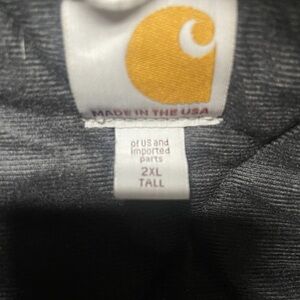 MADE IN THE USA
of US and
imported
parts
2XL
TALL